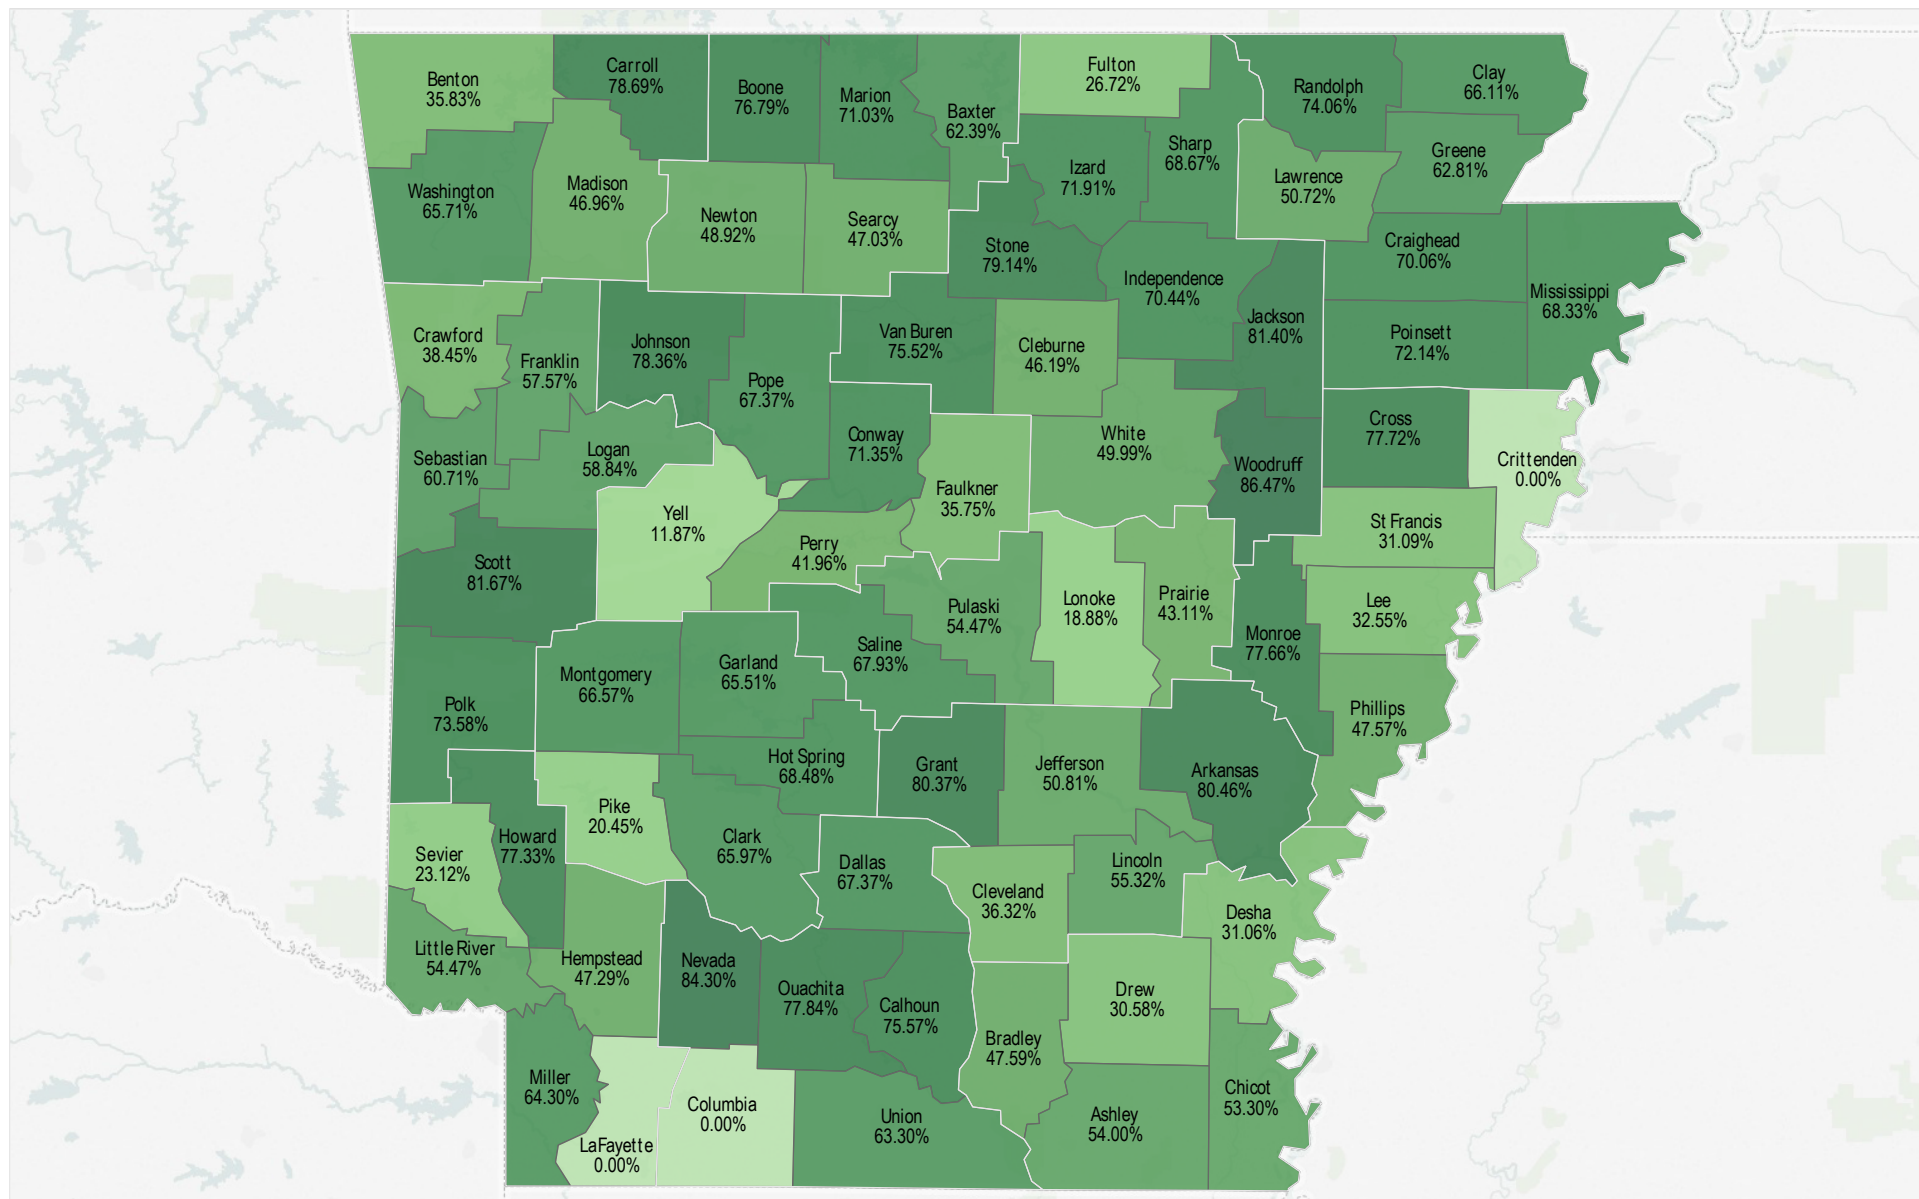 Benton
35.83%
Carroll
78.69%
Boone
76.79%
Marion
71.03%
Baxter
62.39%
Fulton
26.72%
Randolph
74.06%
Clay
66.11%
Washington
65.71%
Madison
46.96%
Newton
48.92%
Searcy
47.03%
Izard
71.91%
Sharp
68.67%
Lawrence
50.72%
Greene
62.81%
Stone
79.14%
Independence
70.44%
Craighead
70.06%
Mississippi
68.33%
Crawford
38.45%
Franklin
57.57%
Johnson
78.36%
Pope
67.37%
Van Buren
75.52%
Cleburne
46.19%
Jackson
81.40%
Poinsett
72.14%
Sebastian
60.71%
Logan
58.84%
Conway
71.35%
Faulkner
35.75%
White
49.99%
Woodruff
86.47%
Cross
77.72%
Crittenden
0.00%
Scott
81.67%
Yell
11.87%
Perry
41.96%
Pulaski
54.47%
Lonoke
18.88%
Prairie
43.11%
St Francis
31.09%
Lee
32.55%
Polk
73.58%
Montgomery
66.57%
Garland
65.51%
Saline
67.93%
Monroe
77.66%
Phillips
47.57%
Hot Spring
68.48%
Grant
80.37%
Jefferson
50.81%
Arkansas
80.46%
Sevier
23.12%
Howard
77.33%
Pike
20.45%
Clark
65.97%
Dallas
67.37%
Cleveland
36.32%
Lincoln
55.32%
Desha
31.06%
Little River
54.47%
Hempstead
47.29%
Nevada
84.30%
Ouachita
77.84%
Calhoun
75.57%
Bradley
47.59%
Drew
30.58%
Miller
64.30%
LaFayette
0.00%
Columbia
0.00%
Union
63.30%
Ashley
54.00%
Chicot
53.30%